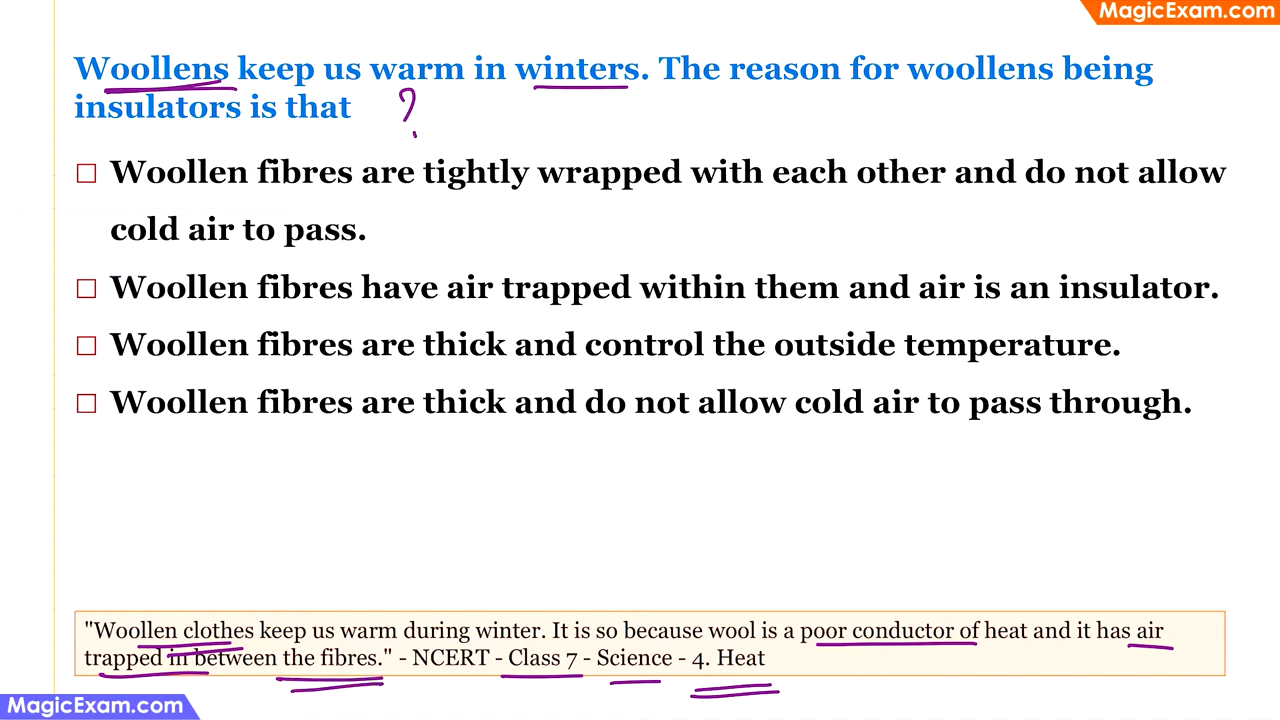 MagicExam.com
Woollens keep us warm in winters. The reason for woollens being
insulators is that ?
□ Woollen fibres are tightly wrapped with each other and do not allow
cold air to pass.
□ Woollen fibres have air trapped within them and air is an insulator.
□ Woollen fibres are thick and control the outside temperature.
□ Woollen fibres are thick and do not allow cold air to pass through.
"Woollen clothes keep us warm during winter. It is so because wool is a poor conductor of heat and it has air
trapped in between the fibres." - NCERT - Class 7 - Science - 4. Heat
MagicExam.com